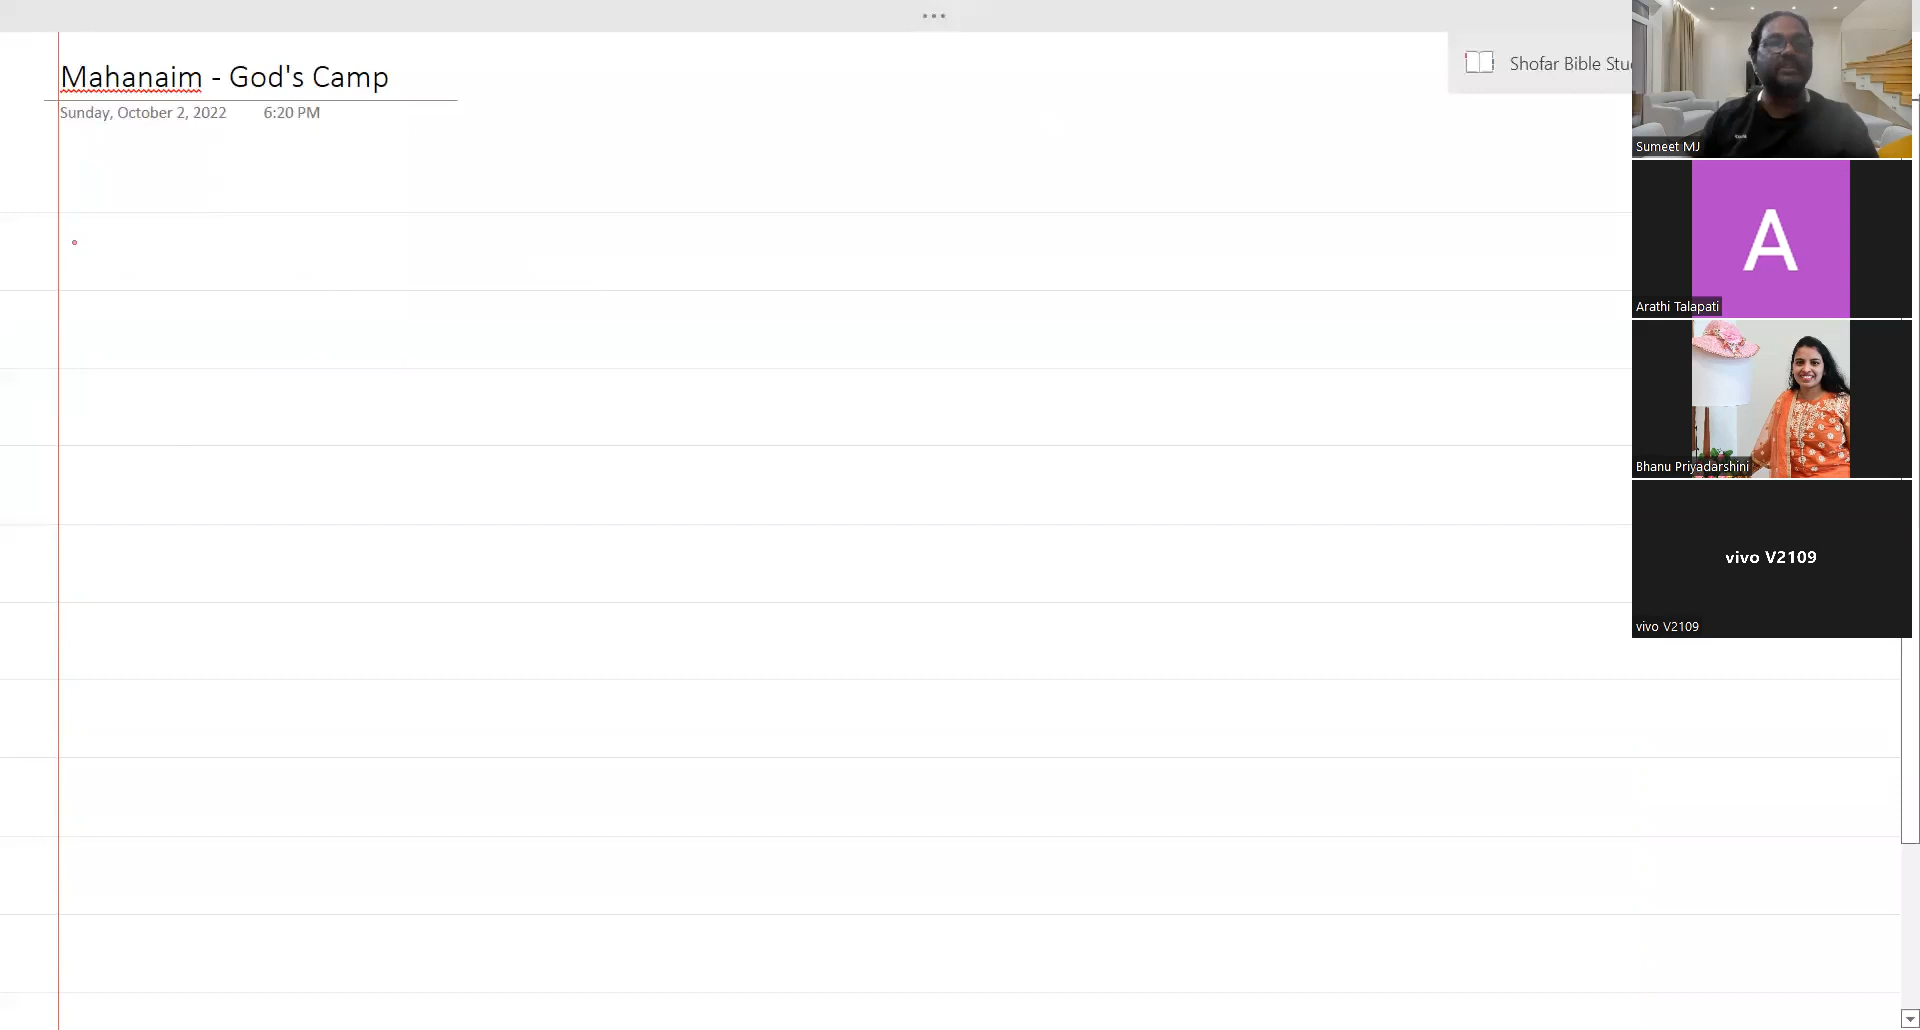 Mahanaim - God's Camp
Sunday, October 2, 2022 6:20 PM
Shofar Bible Stu
Sumeet MJ
A
Arathi Talapati
Bhanu Priyadarshini
vivo V2109
vivo V2109